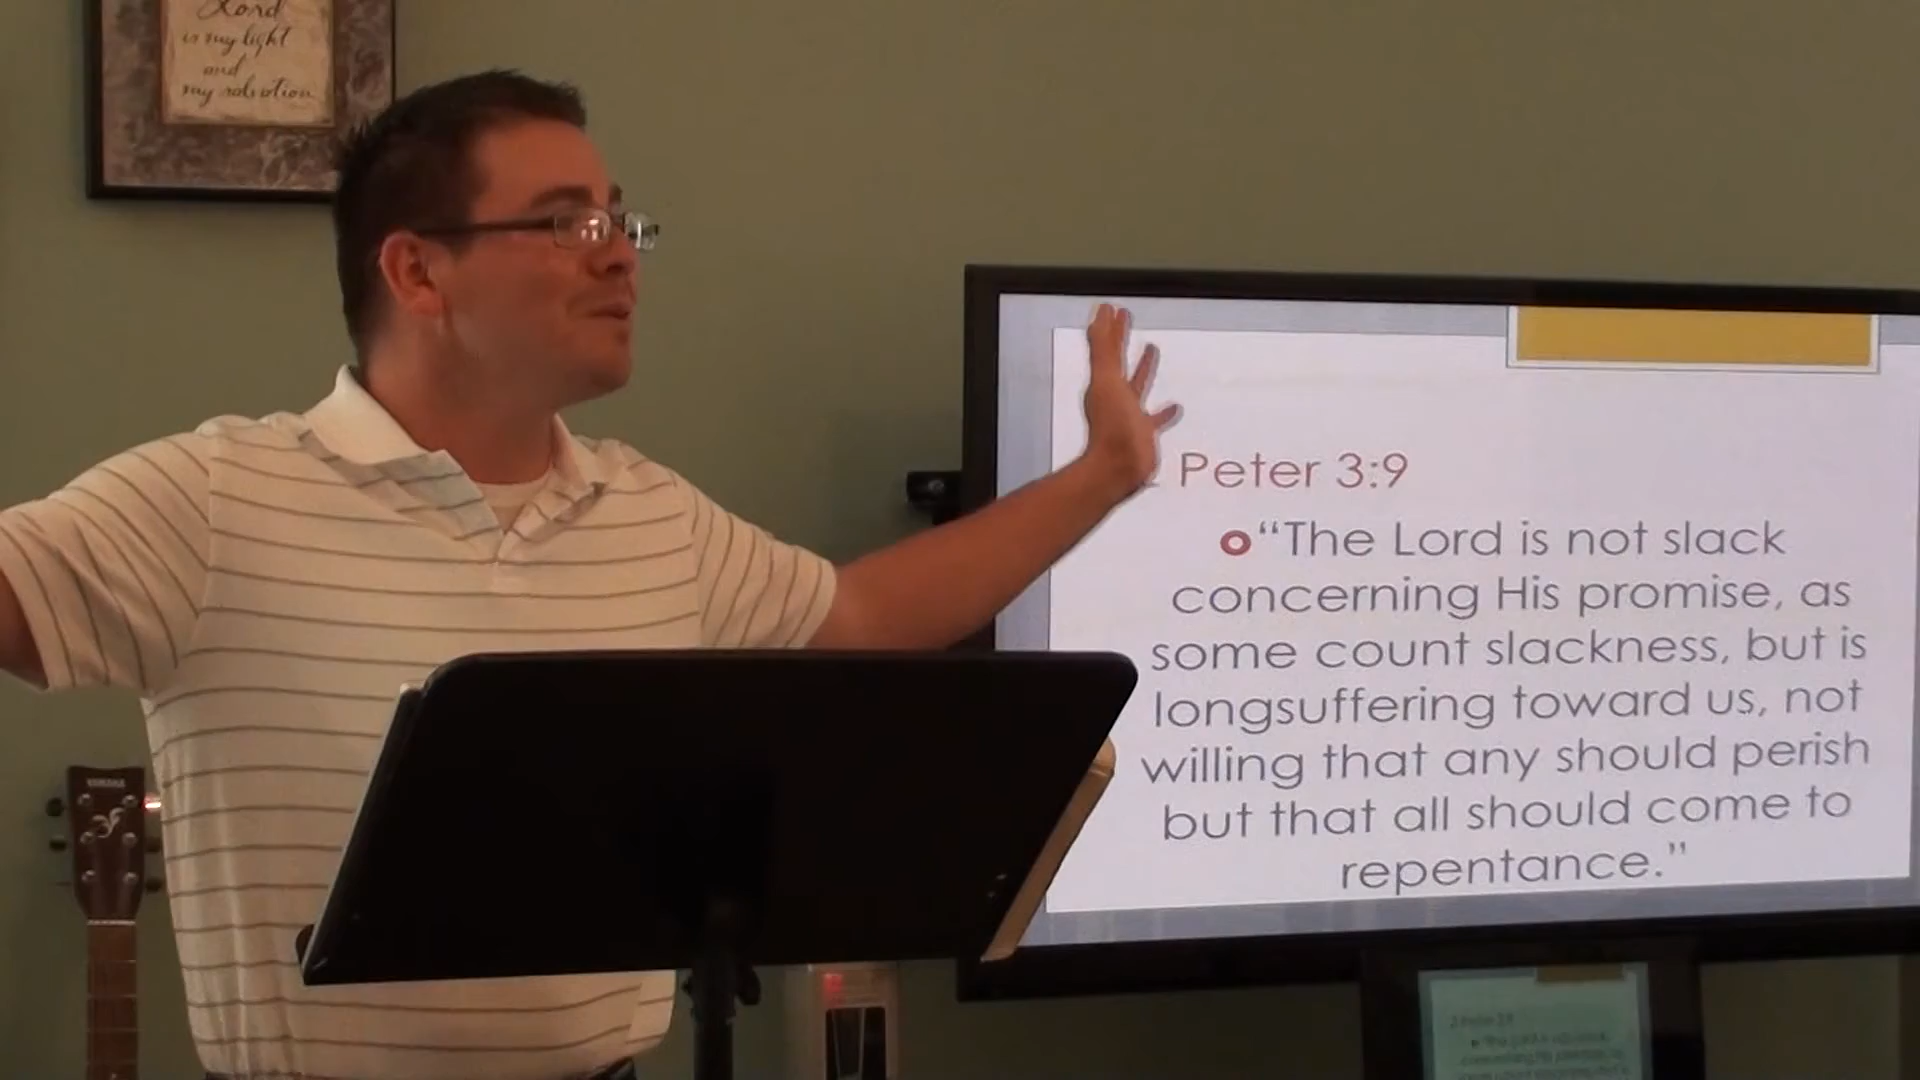 Lord
is my light
and
my salvation
Peter 3:9
“The Lord is not slack
concerning His promise, as
some count slackness, but is
longsuffering toward us, not
willing that any should perish
but that all should come to
repentance.”
YAMAHA